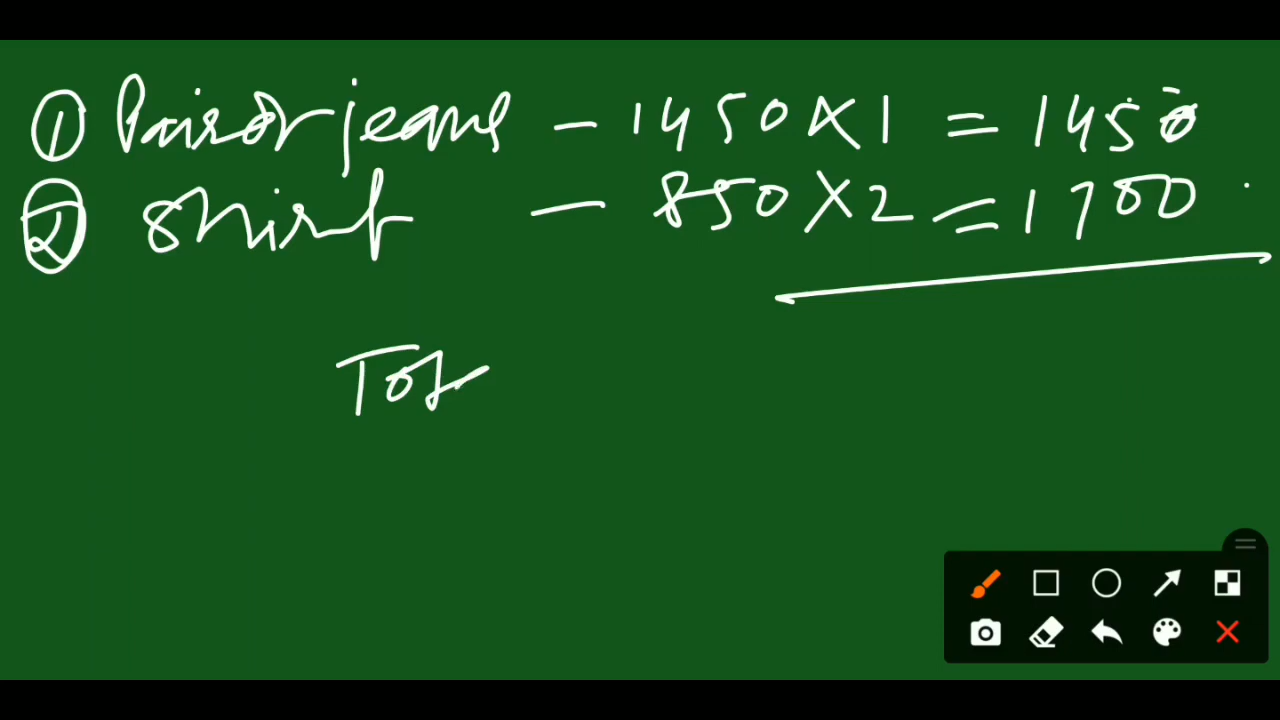 ① Pair of jeans – 1450 X 1 = 1450
② Shirt – 850 X 2 = 1700
Tot